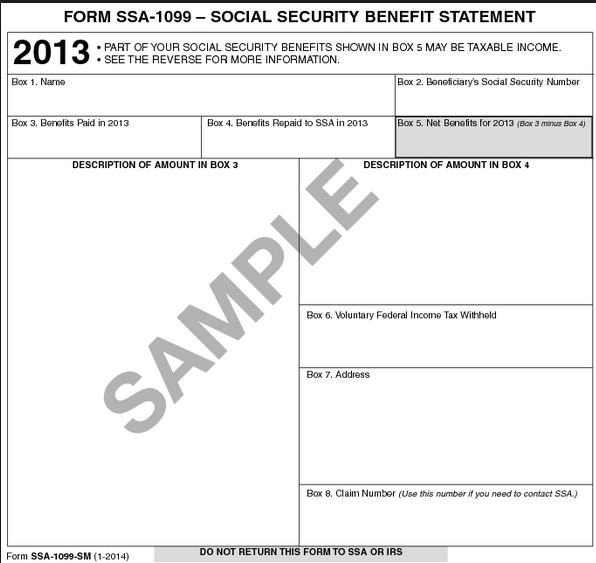 FORM SSA-1099 – SOCIAL SECURITY BENEFIT STATEMENT
2013
• PART OF YOUR SOCIAL SECURITY BENEFITS SHOWN IN BOX 5 MAY BE TAXABLE INCOME.
• SEE THE REVERSE FOR MORE INFORMATION.
Box 1. Name
Box 2. Beneficiary's Social Security Number
Box 3. Benefits Paid in 2013
Box 4. Benefits Repaid to SSA in 2013
Box 5. Net Benefits for 2013 (Box 3 minus Box 4)
DESCRIPTION OF AMOUNT IN BOX 3
DESCRIPTION OF AMOUNT IN BOX 4
SAMPLE
Box 6. Voluntary Federal Income Tax Withheld
Box 7. Address
Box 8. Claim Number (Use this number if you need to contact SSA.)
Form SSA-1099-SM (1-2014)
DO NOT RETURN THIS FORM TO SSA OR IRS